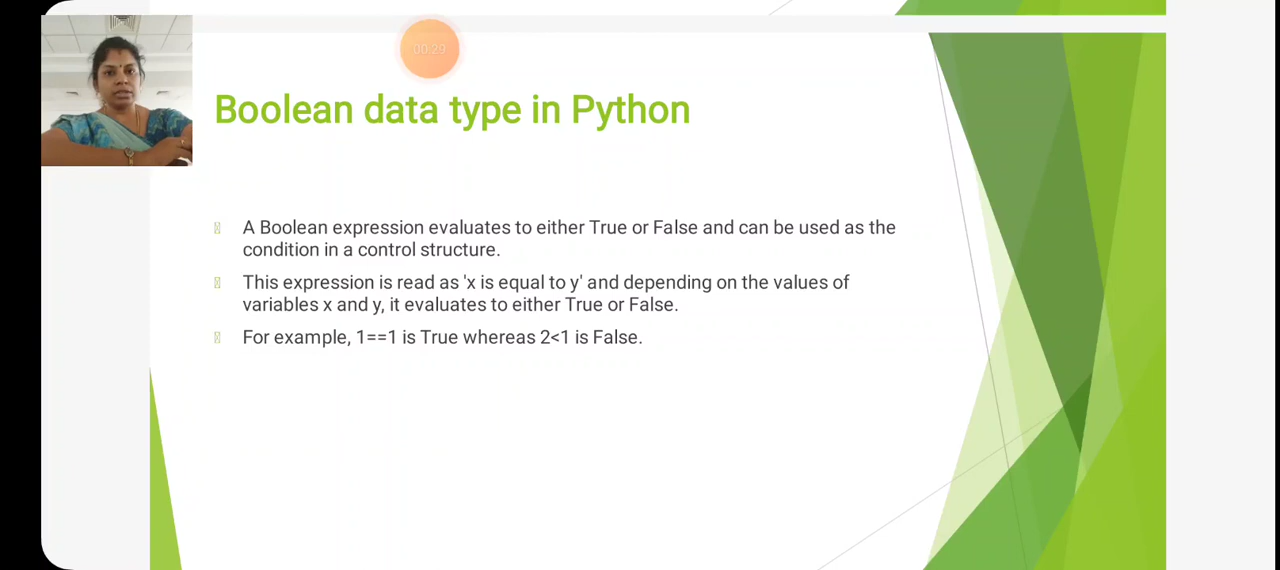 00:29
Boolean data type in Python
A Boolean expression evaluates to either True or False and can be used as the
condition in a control structure.
This expression is read as 'x is equal to y' and depending on the values of
variables x and y, it evaluates to either True or False.
For example, 1==1 is True whereas 2<1 is False.